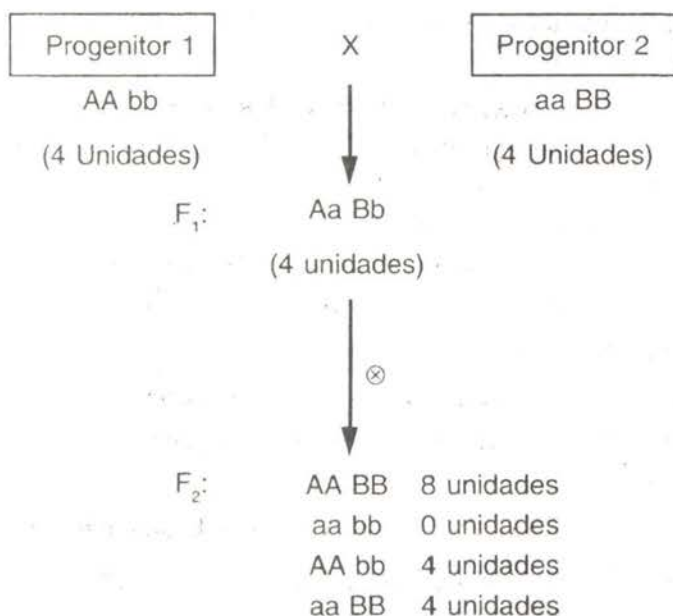 Progenitor 1 X Progenitor 2
AA bb aa BB
(4 Unidades) (4 Unidades)
F₁: Aa Bb
(4 unidades)
⊗
F₂: AA BB 8 unidades
aa bb 0 unidades
AA bb 4 unidades
aa BB 4 unidades